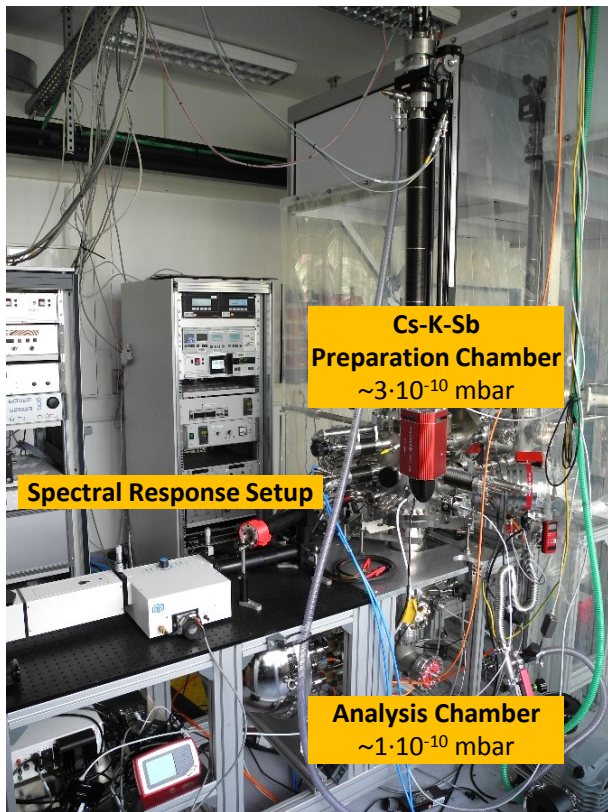 Cs-K-Sb
Preparation Chamber
~3·10⁻¹⁰ mbar
Spectral Response Setup
Analysis Chamber
~1·10⁻¹⁰ mbar